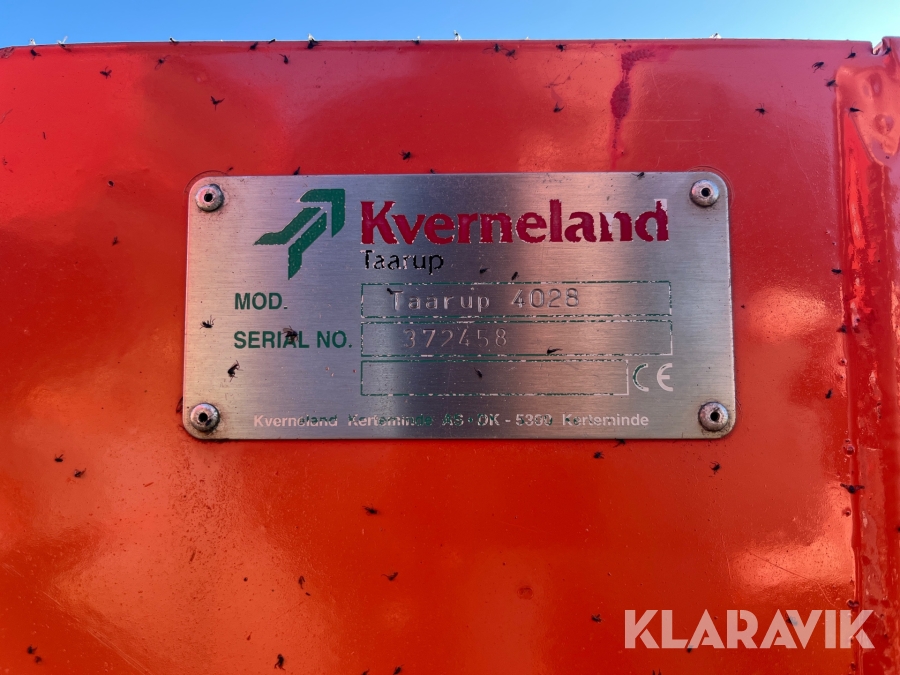 Kverneland
Taarup
MOD. Taarup 4028
SERIAL NO. 372458
CE
Kverneland Kerteminde AS - DK - 5300 Kerteminde
KLARAVIK